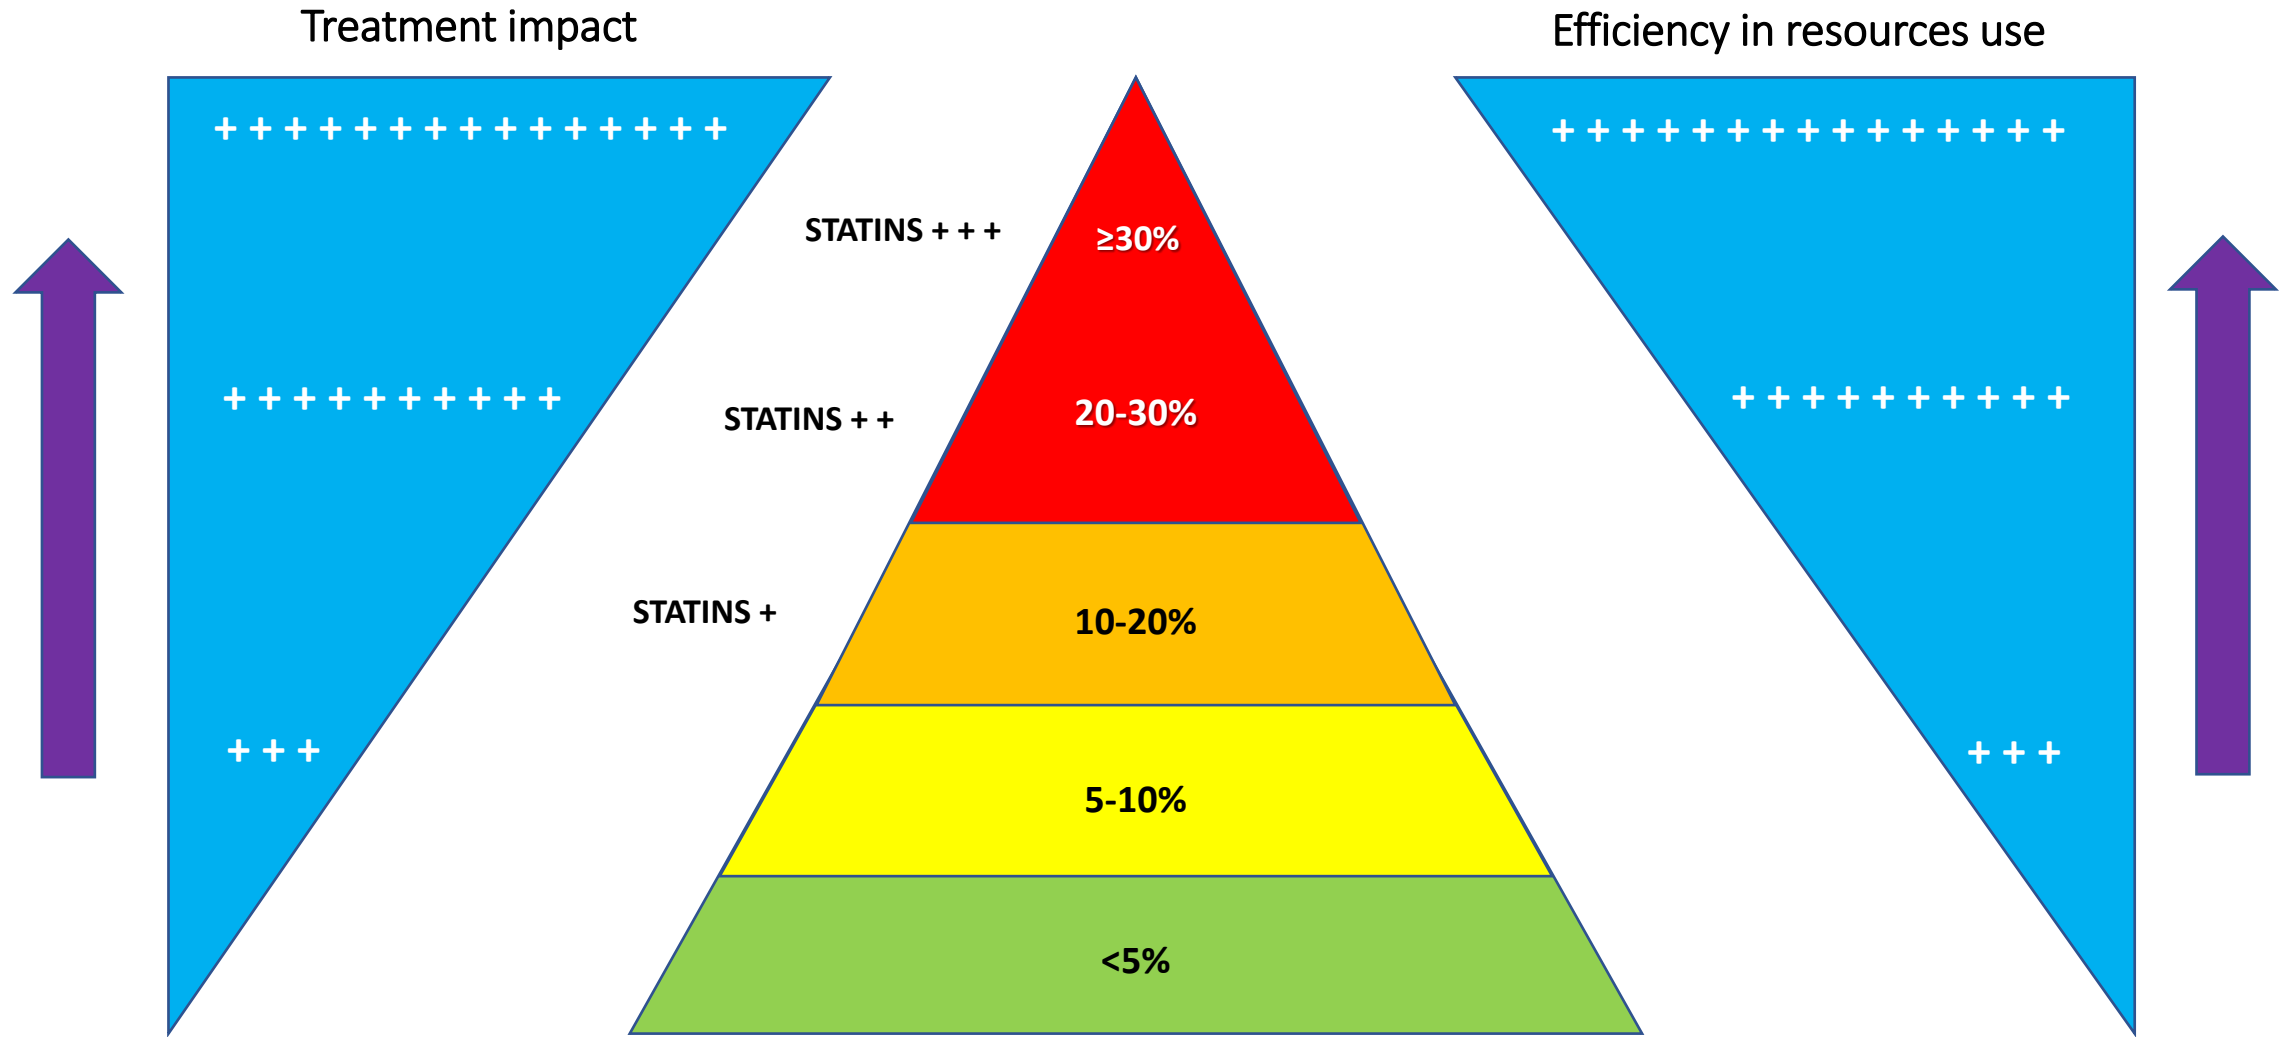 Treatment impact
Efficiency in resources use
+ + + + + + + + + + + + + + +
+ + + + + + + + + + + + + + +
STATINS + + +
≥30%
+ + + + + + + + + +
STATINS + +
20-30%
+ + + + + + + + + +
STATINS +
10-20%
+ + +
5-10%
+ + +
<5%